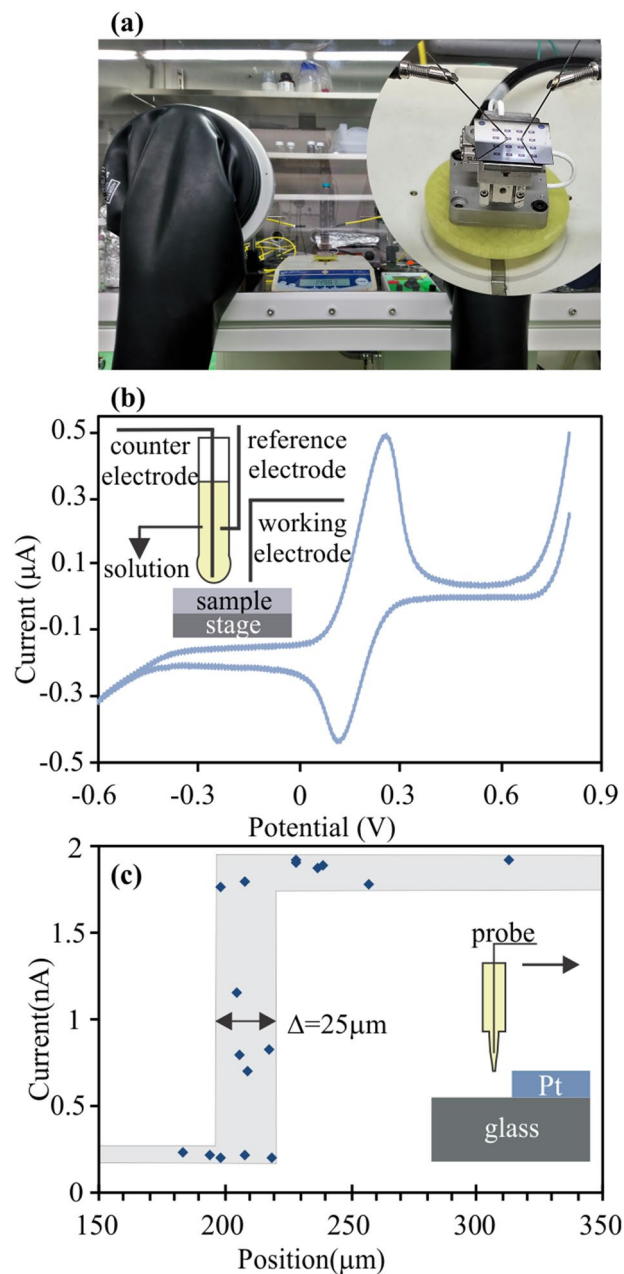 (a)
(b)
0.5
0.3
0.1
-0.1
-0.3
-0.5
Current (μA)
counter
electrode
reference
electrode
working
electrode
solution
sample
stage
-0.6
-0.3
0
0.3
0.6
0.9
Potential (V)
(c)
2
1.5
1
0.5
0
Current(nA)
Δ=25μm
probe
Pt
glass
150
200
250
300
350
Position(μm)